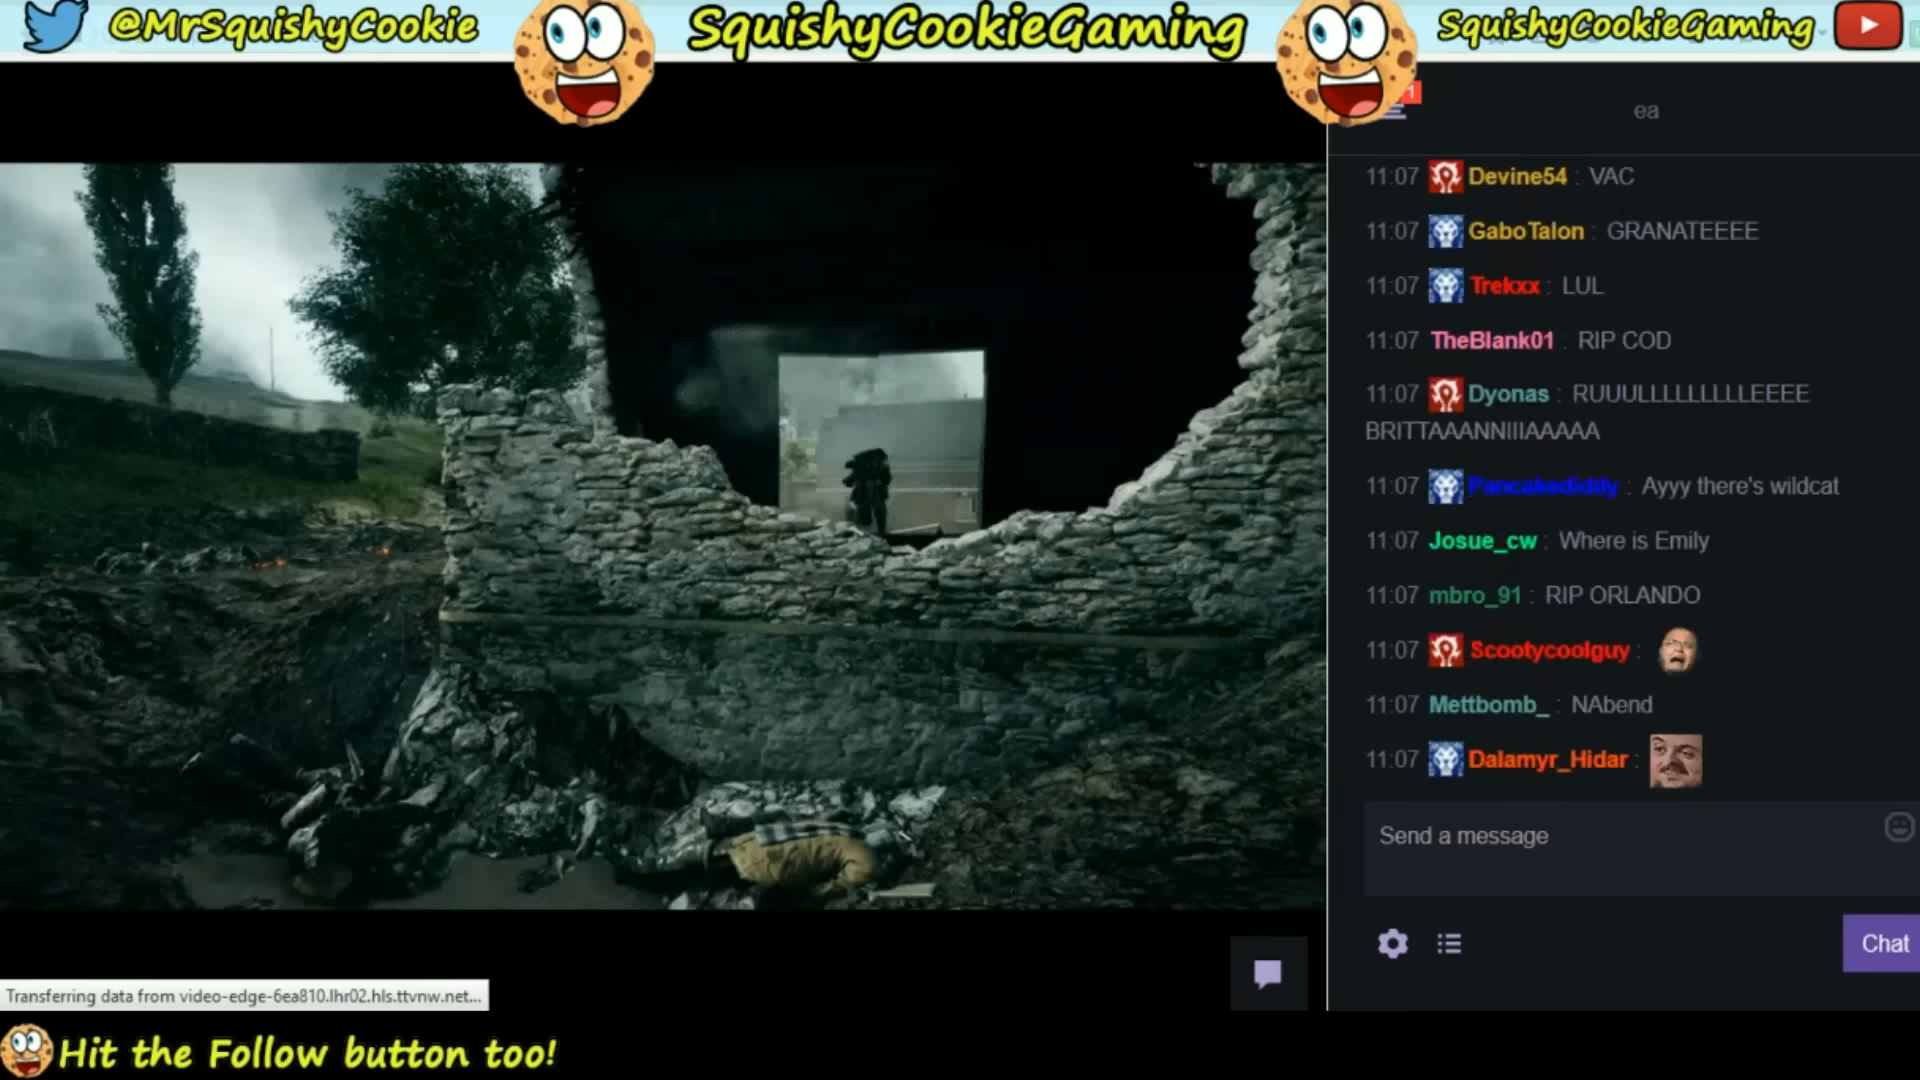 @MrSquishyCookie
SquishyCookieGaming
SquishyCookieGaming
1
ea
11:07 Devine54 : VAC
11:07 GaboTalon : GRANATEEEE
11:07 Trekxx : LUL
11:07 TheBlank01 : RIP COD
11:07 Dyonas : RUUULLLLLLLLLEEEE
BRITTAAANNIIIAAAAA
11:07 Pancakediddy : Ayyy there's wildcat
11:07 Josue_cw : Where is Emily
11:07 mbro_91 : RIP ORLANDO
11:07 Scootycoolguy :
11:07 Mettbomb_ : NAbend
11:07 Dalamyr_Hidar :
Send a message
Chat
Transferring data from video-edge-6ea810.lhr02.hls.ttvnw.net...
Hit the Follow button too!